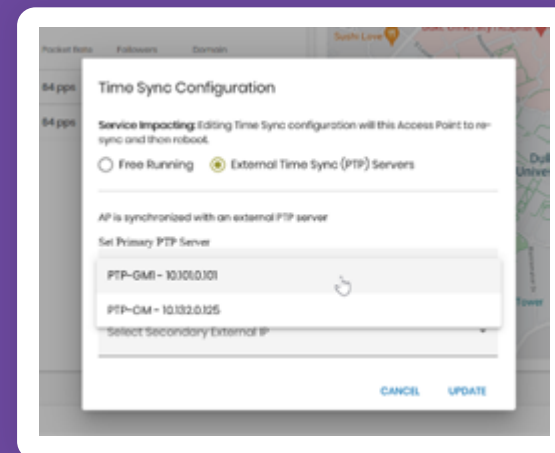 Sushi Love
Packet Rate Followers Domain
84 pps
Time Sync Configuration
84 pps
Service Impacting: Editing Time Sync configuration will this Access Point to re-
sync and then reboot.
Free Running External Time Sync (PTP) Servers
AP is synchronized with an external PTP server
Set Primary PTP Server
PTP-GM1 - 10.101.0.101
PTP-GM - 10.132.0.125
Tower
Select Secondary External IP
CANCEL UPDATE